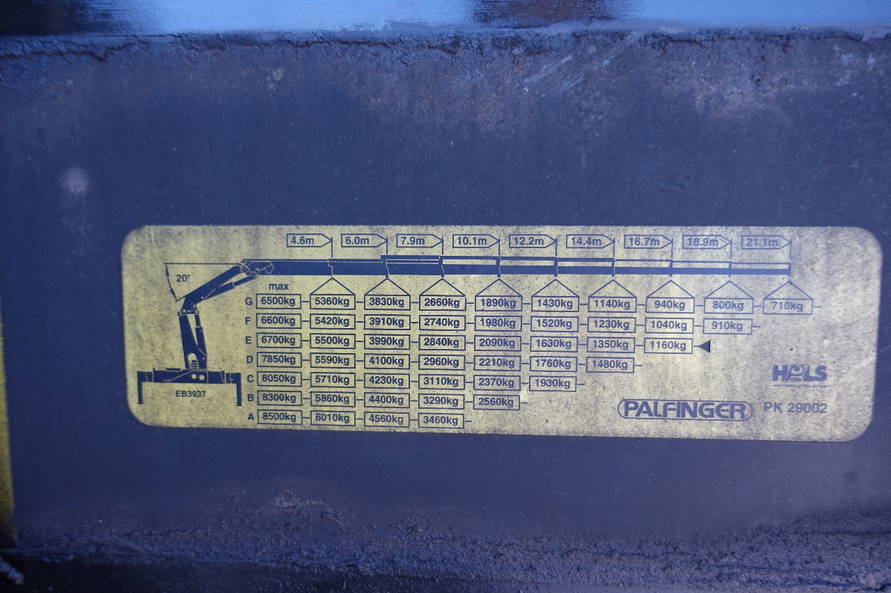 4.6m 6.0m 7.9m 10.1m 12.2m 14.4m 16.7m 18.9m 21.1m
20°
max
G 6500kg 5360kg 3830kg 2660kg 1890kg 1430kg 1140kg 940kg 800kg 710kg
F 6600kg 5420kg 3910kg 2740kg 1980kg 1520kg 1230kg 1040kg 910kg
E 6700kg 5500kg 3990kg 2840kg 2090kg 1630kg 1350kg 1160kg
D 7850kg 5590kg 4100kg 2960kg 2210kg 1760kg 1480kg
C 8050kg 5710kg 4230kg 3110kg 2370kg 1930kg
B 8300kg 5860kg 4400kg 3290kg 2560kg
A 8500kg 6010kg 4560kg 3460kg
EB3937
HOLS
PALFINGER PK 29002